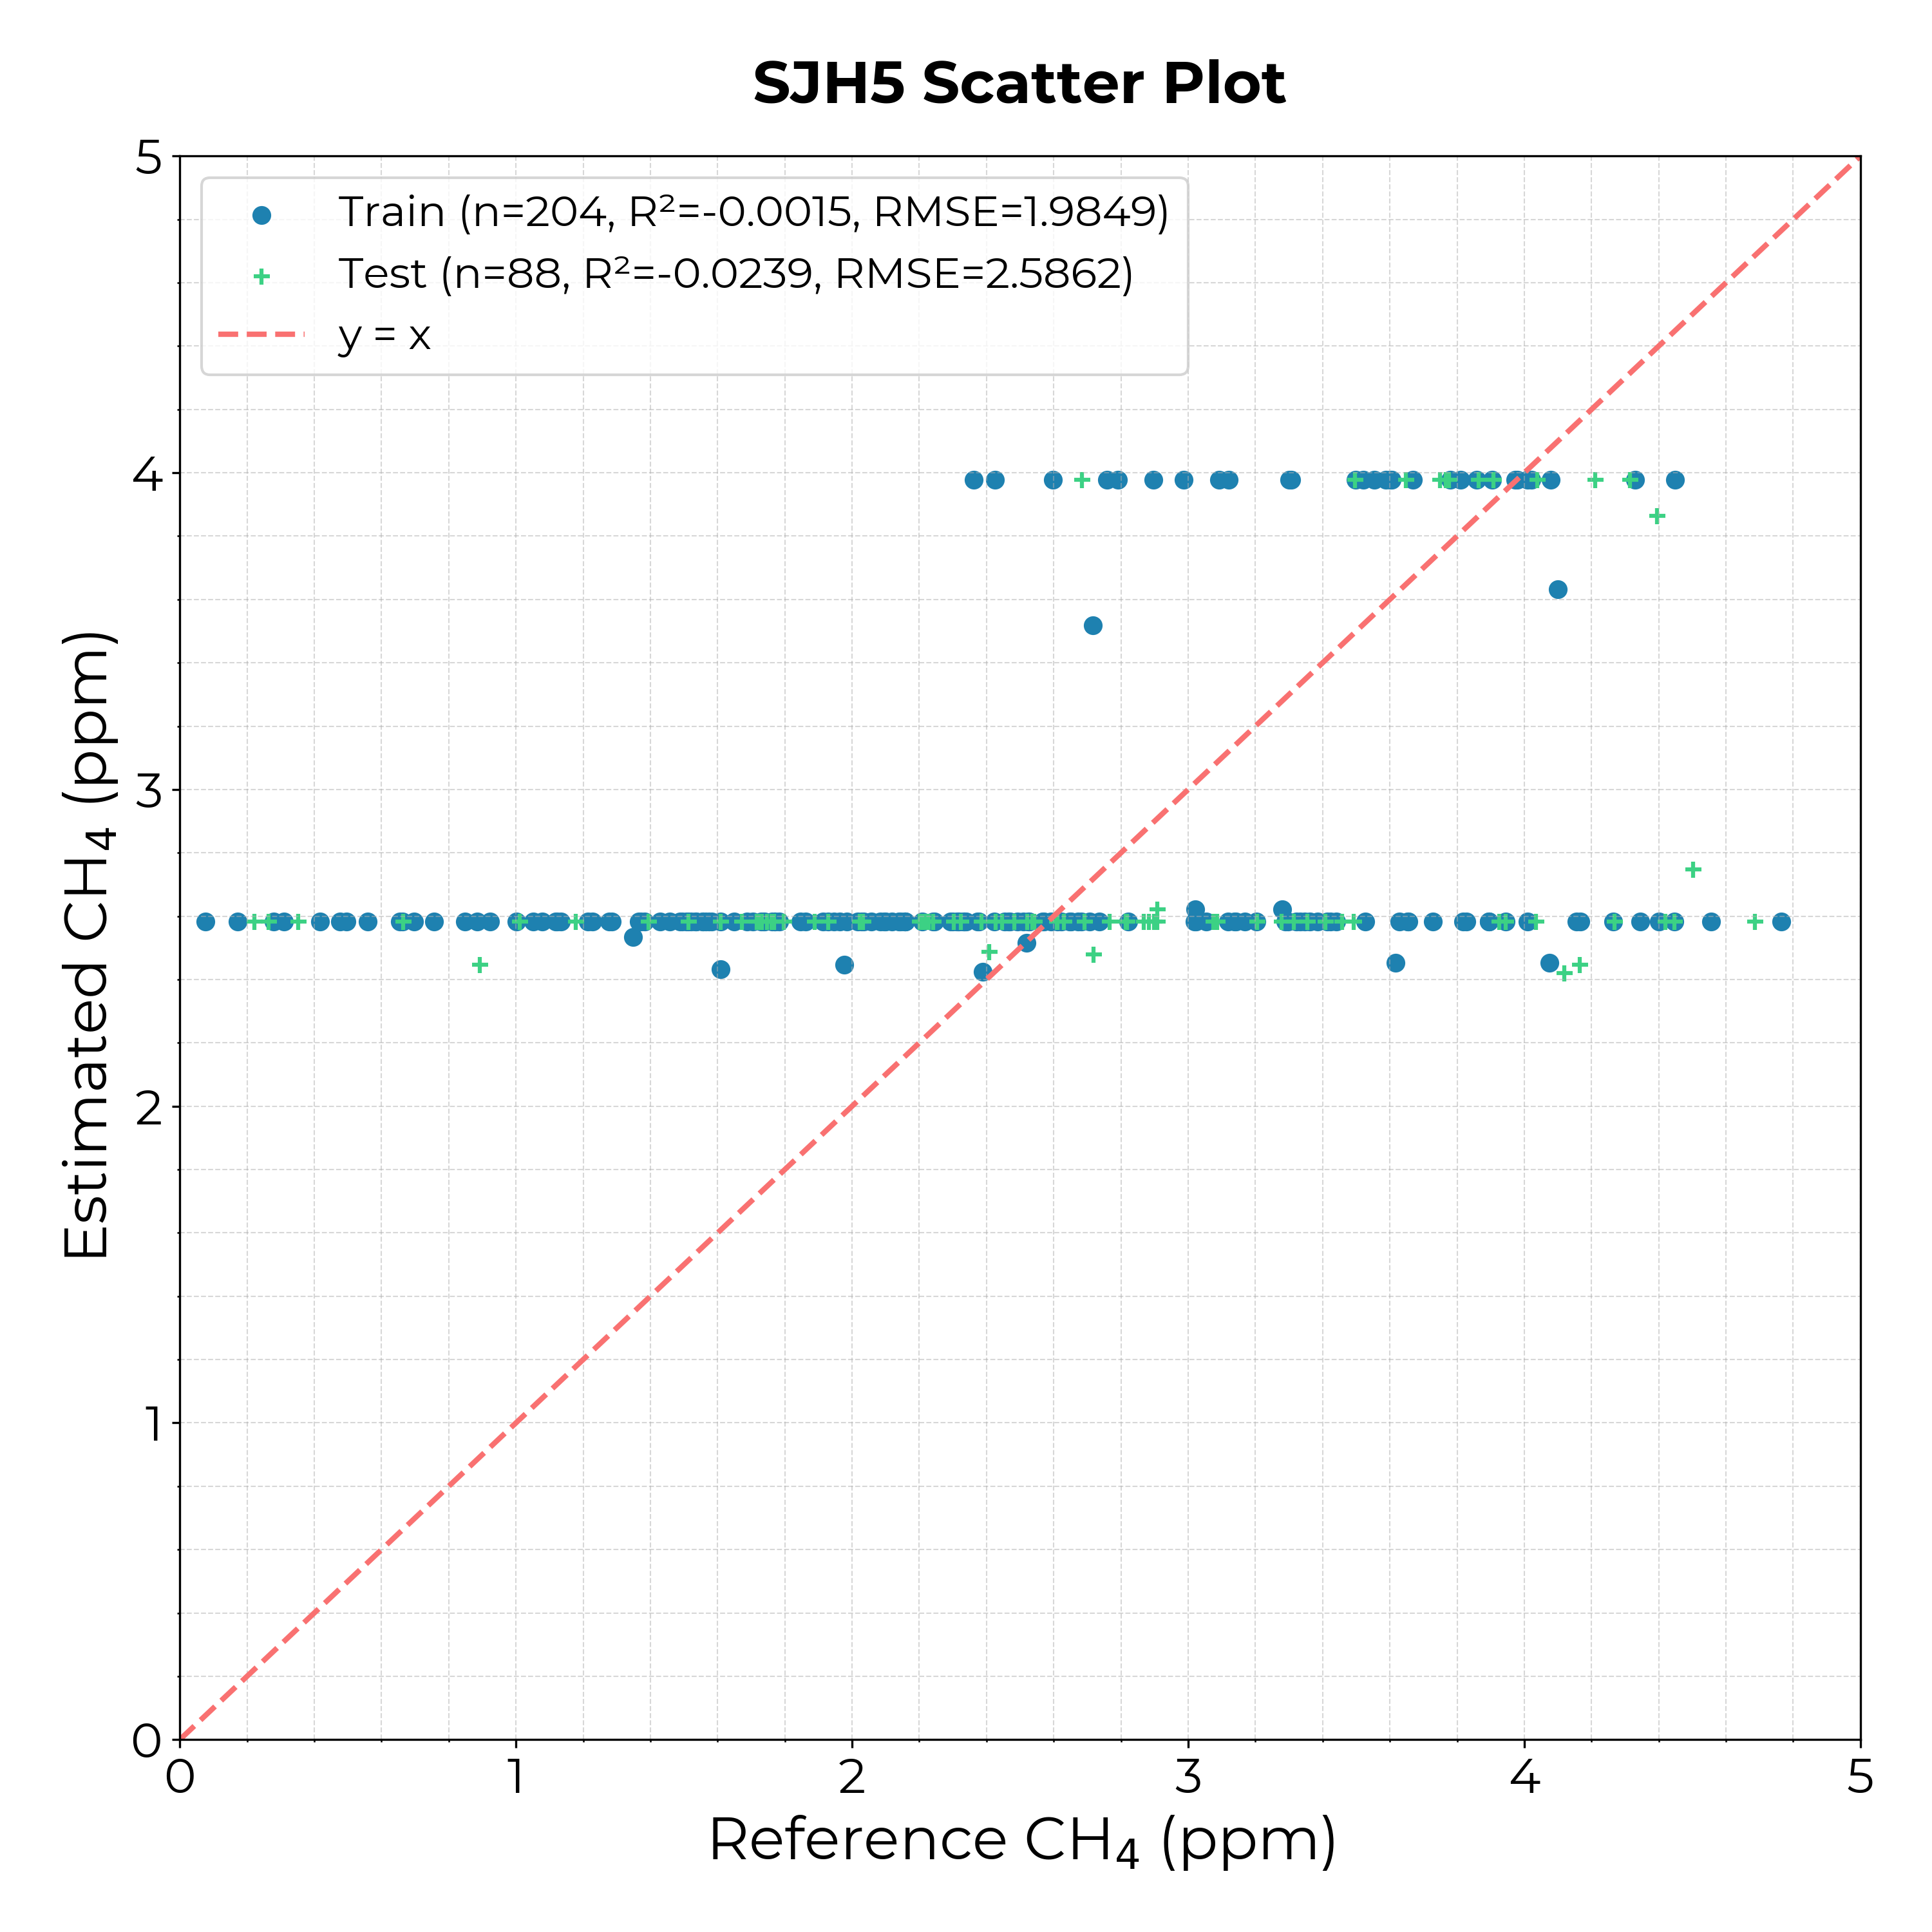 SJH5 Scatter Plot
Train (n=204, R²=-0.0015, RMSE=1.9849)
Test (n=88, R²=-0.0239, RMSE=2.5862)
y = x
Estimated CH₄ (ppm)
5
4
3
2
1
0
0 1 2 3 4 5
Reference CH₄ (ppm)